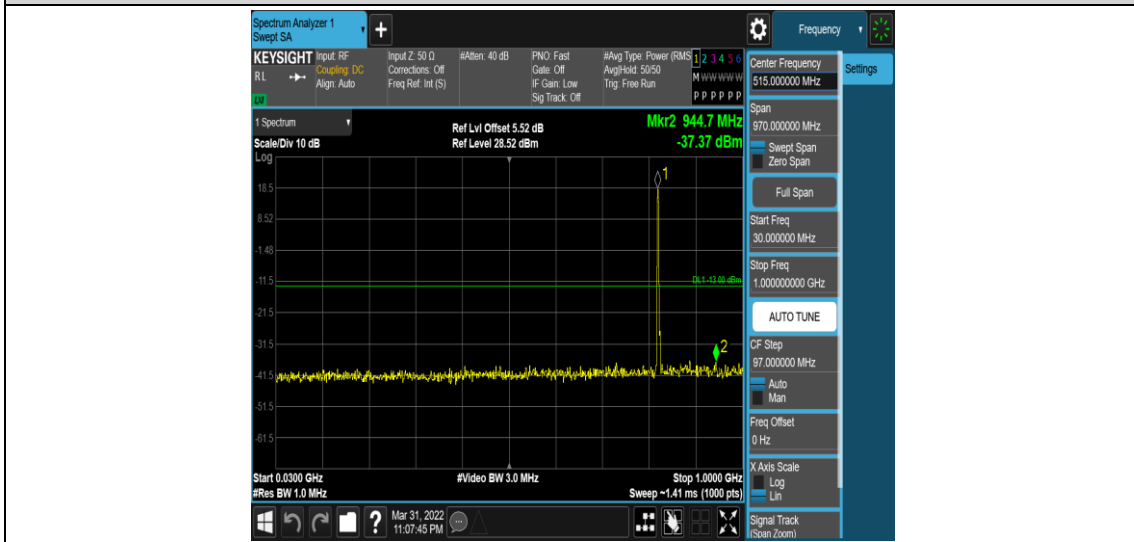 Spectrum Analyzer 1
Swept SA
+
Frequency
KEYSIGHT
RL
LXI
Input: RF
Coupling: DC
Align: Auto
Input Z: 50 Ω
Corrections: Off
Freq Ref: Int (S)
#Atten: 40 dB
PNO: Fast
Gate: Off
IF Gain: Low
Sig Track: Off
#Avg Type: Power (RMS
Avg|Hold: 50/50
Trig: Free Run
1 2 3 4 5 6
M W W W W W
P P P P P P
Center Frequency
515.000000 MHz
Settings
1 Spectrum
Scale/Div 10 dB
Log
Ref Lvl Offset 5.52 dB
Ref Level 28.52 dBm
Mkr2 944.7 MHz
-37.37 dBm
Span
970.000000 MHz
Swept Span
Zero Span
Full Span
Start Freq
30.000000 MHz
Stop Freq
1.000000000 GHz
AUTO TUNE
CF Step
97.000000 MHz
Auto
Man
Freq Offset
0 Hz
X Axis Scale
Log
Lin
Signal Track
(Span Zoom)
1
18.5
8.52
-1.48
-11.5
DL1 -13.00 dBm
-21.5
-31.5
2
-41.5
-51.5
-61.5
Start 0.0300 GHz
#Video BW 3.0 MHz
Stop 1.0000 GHz
#Res BW 1.0 MHz
Sweep ~1.41 ms (1000 pts)
?
Mar 31, 2022
11:07:45 PM